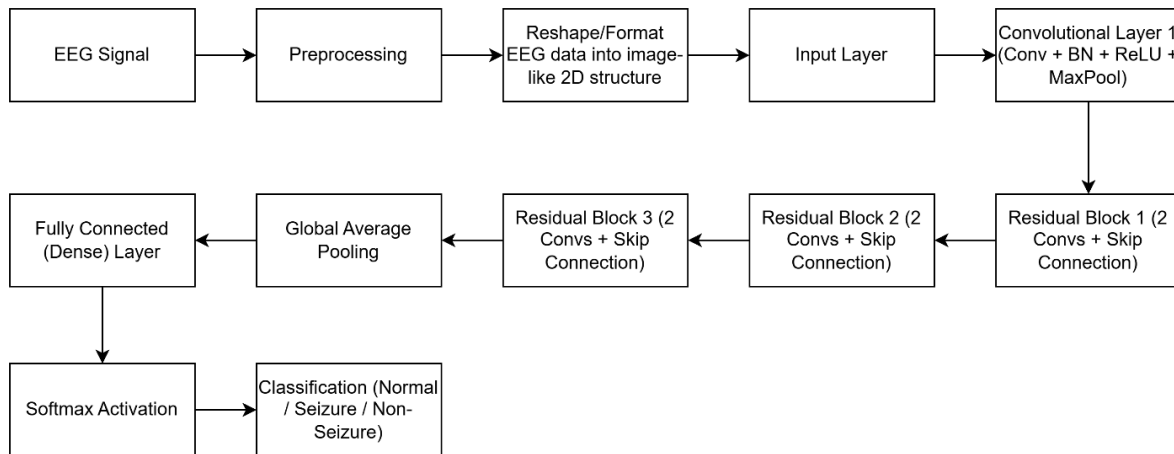 EEG Signal
Preprocessing
Reshape/Format
EEG data into image-
like 2D structure
Input Layer
Convolutional Layer 1
(Conv + BN + ReLU +
MaxPool)
Fully Connected
(Dense) Layer
Global Average
Pooling
Residual Block 3 (2
Convs + Skip
Connection)
Residual Block 2 (2
Convs + Skip
Connection)
Residual Block 1 (2
Convs + Skip
Connection)
Softmax Activation
Classification (Normal
/ Seizure / Non-
Seizure)